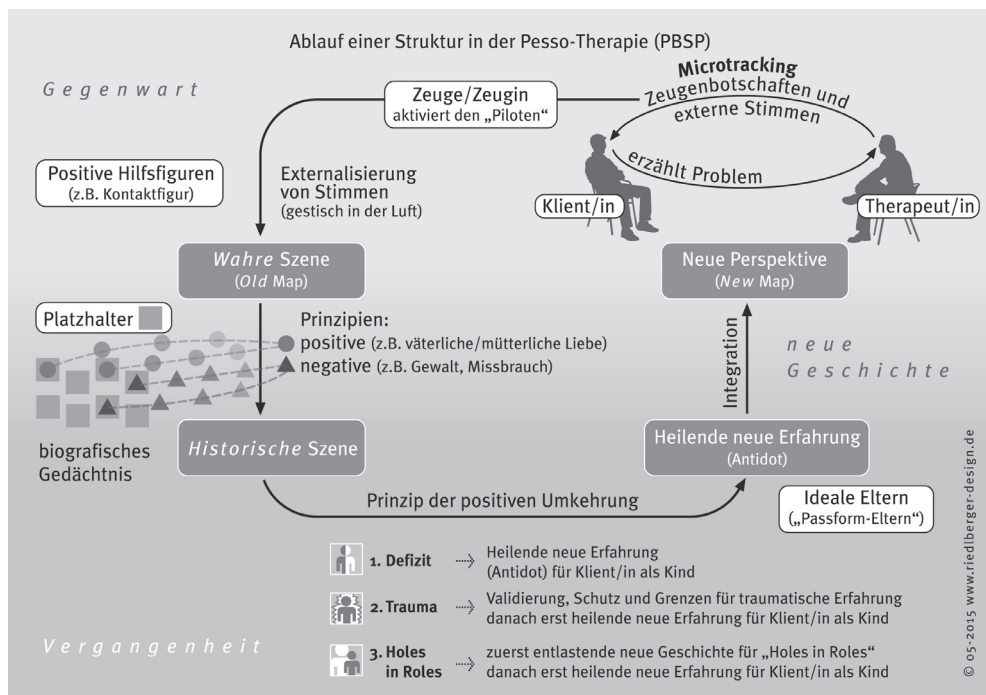 Ablauf einer Struktur in der Pesso-Therapie (PBSP)
Gegenwart
Zeuge/Zeugin
aktiviert den „Piloten“
Microtracking
Zeugenbotschaften und
externe Stimmen
erzählt Problem
Klient/in
Therapeut/in
Positive Hilfsfiguren
(z.B. Kontaktfigur)
Externalisierung
von Stimmen
(gestisch in der Luft)
Wahre Szene
(Old Map)
Neue Perspektive
(New Map)
Platzhalter
Prinzipien:
positive (z.B. väterliche/mütterliche Liebe)
negative (z.B. Gewalt, Missbrauch)
biografisches
Gedächtnis
Integration
neue
Geschichte
Historische Szene
Heilende neue Erfahrung
(Antidot)
Prinzip der positiven Umkehrung
Ideale Eltern
(„Passform-Eltern“)
1. Defizit
Heilende neue Erfahrung
(Antidot) für Klient/in als Kind
2. Trauma
Validierung, Schutz und Grenzen für traumatische Erfahrung
danach erst heilende neue Erfahrung für Klient/in als Kind
3. Holes
in Roles
zuerst entlastende neue Geschichte für „Holes in Roles“
danach erst heilende neue Erfahrung für Klient/in als Kind
Vergangenheit
© 05-2015 www.riedlberger-design.de